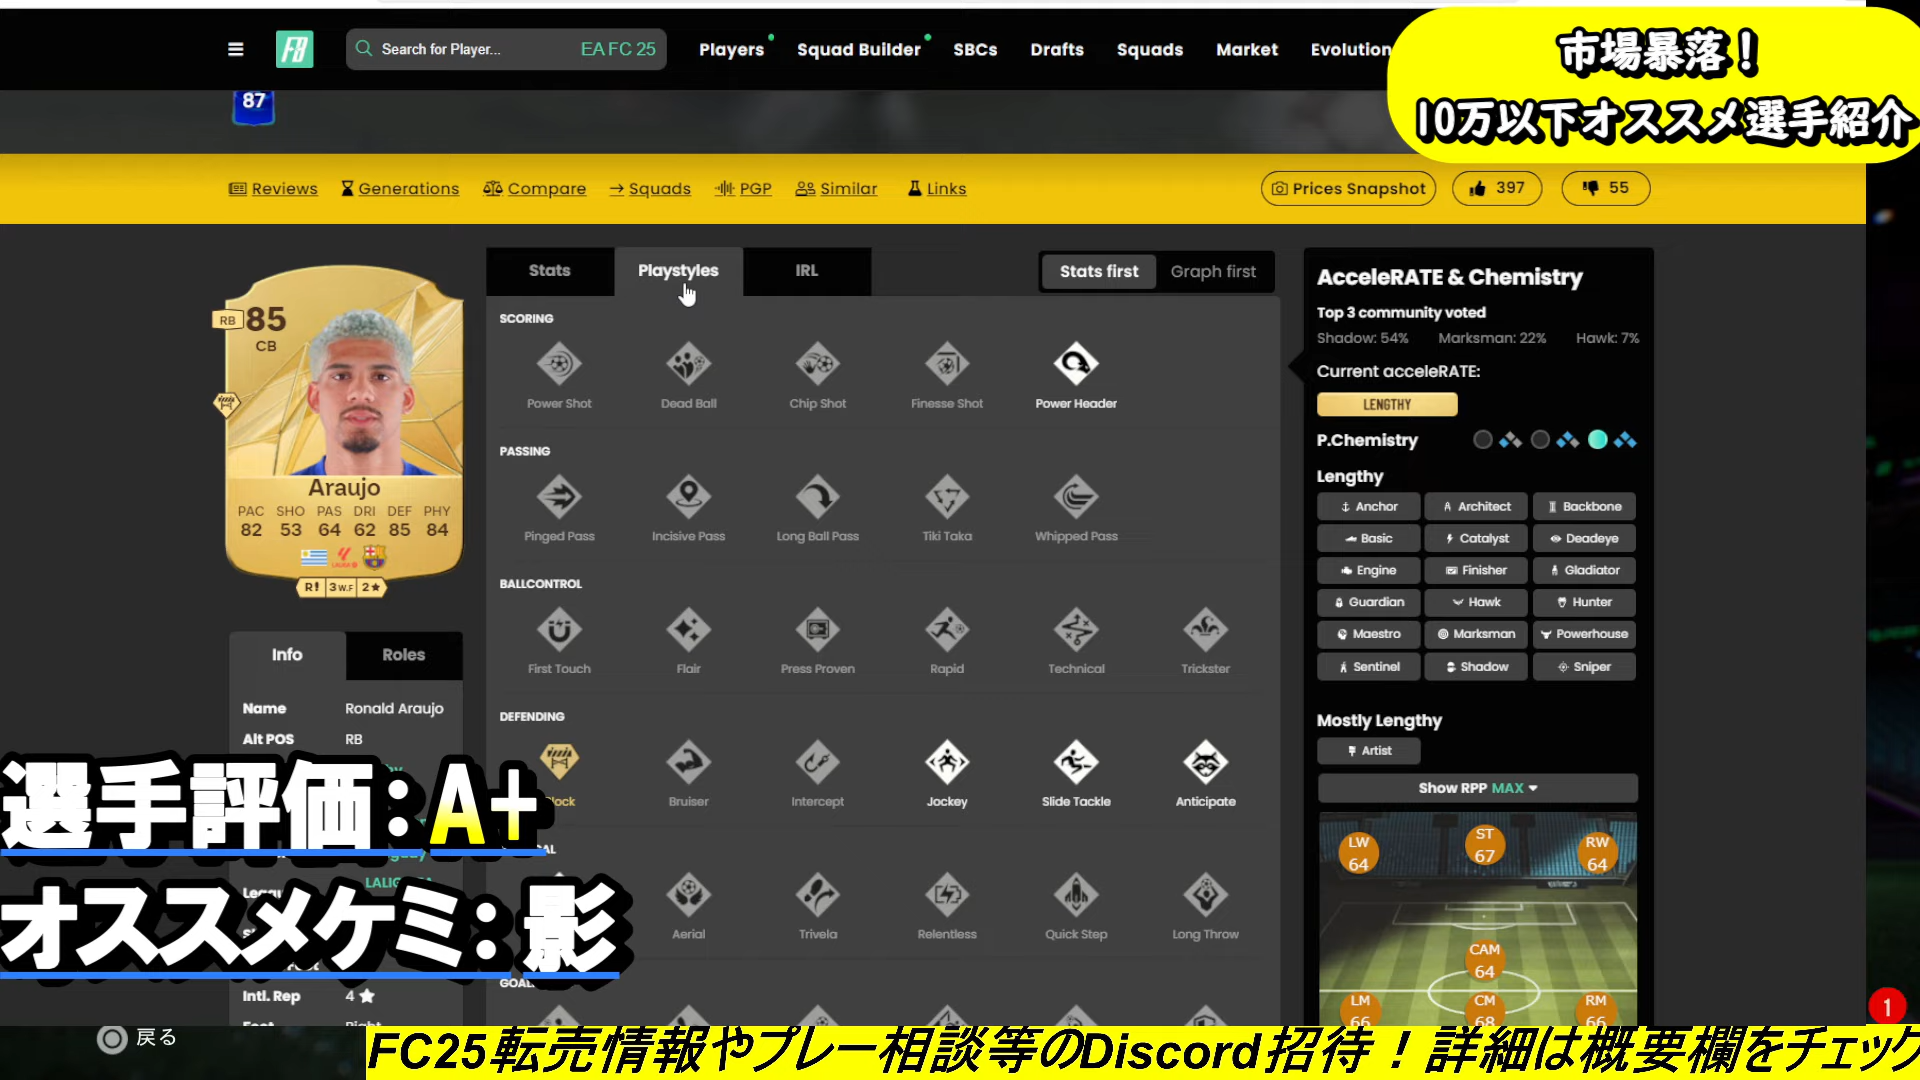 Search for Player... EA FC 25
Players Squad Builder SBCs Drafts Squads Market
市場暴落！
10万以下オススメ選手紹介
87
Reviews Generations Compare Squads PGP Similar Links
Prices Snapshot 397 55
Stats Playstyles IRL Stats first Graph first
RB 85
CB
Araujo
PAC SHO PAS DRI DEF PHY
82 53 64 62 85 84
R! 3 W.F 2★
SCORING
Power Shot Dead Ball Chip Shot Finesse Shot Power Header
PASSING
Pinged Pass Incisive Pass Long Ball Pass Tiki Taka Whipped Pass
BALLCONTROL
First Touch Flair Press Proven Rapid Technical Trickster
DEFENDING
Bruiser Intercept Jockey Slide Tackle Anticipate
Aerial Trivela Relentless Quick Step Long Throw
AcceleRATE & Chemistry
Top 3 community voted
Shadow: 54% Marksman: 22% Hawk: 7%
Current acceleRATE:
LENGTHY
P.Chemistry
Lengthy
Anchor Architect Backbone
Basic Catalyst Deadeye
Engine Finisher Gladiator
Guardian Hawk Hunter
Maestro Marksman Powerhouse
Sentinel Shadow Sniper
Mostly Lengthy
Artist
Show RPP MAX
LW ST RW
64 67 64
CAM
64
LM CM RM
66 68 66
Info Roles
Name Ronald Araujo
Alt POS RB
選手評価：A+
オススメケミ：影
Intl. Rep 4 ★
戻る
1
FC25転売情報やプレー相談等のDiscord招待！詳細は概要欄をチェック